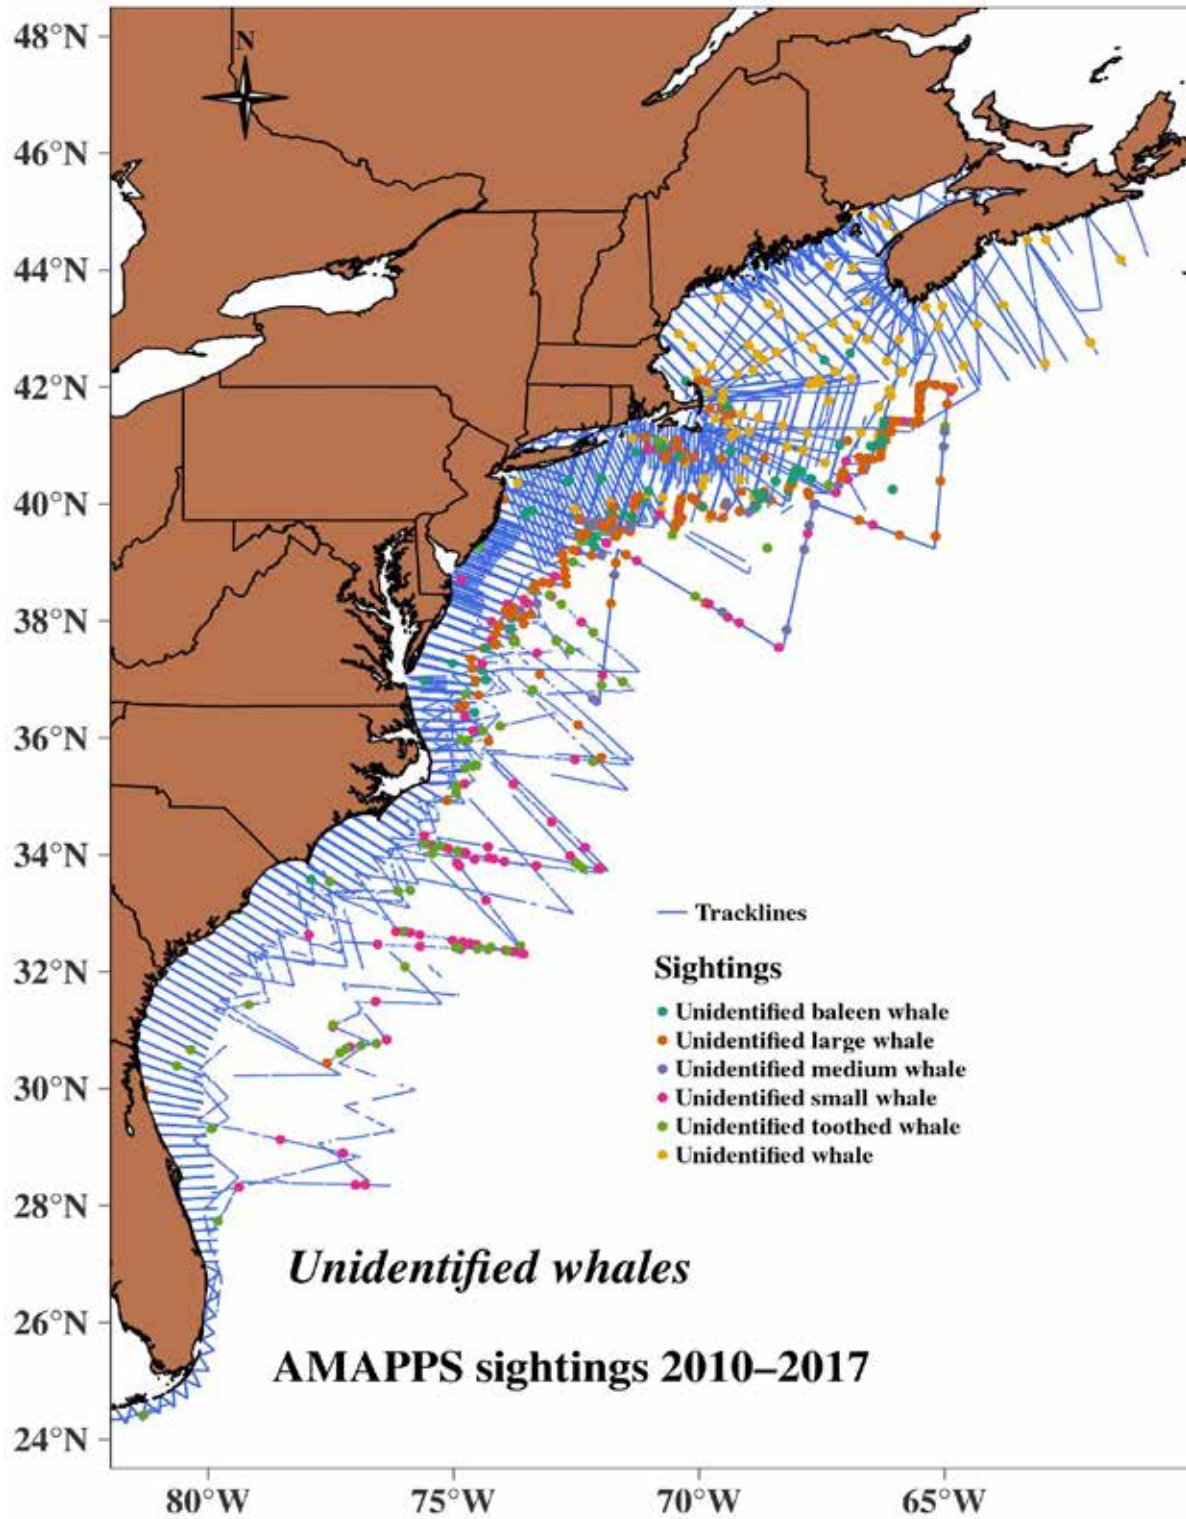 N
48°N
46°N
44°N
42°N
40°N
38°N
36°N
34°N
32°N
30°N
28°N
26°N
24°N
Tracklines
Sightings
Unidentified baleen whale
Unidentified large whale
Unidentified medium whale
Unidentified small whale
Unidentified toothed whale
Unidentified whale
Unidentified whales
AMAPPS sightings 2010–2017
80°W 75°W 70°W 65°W